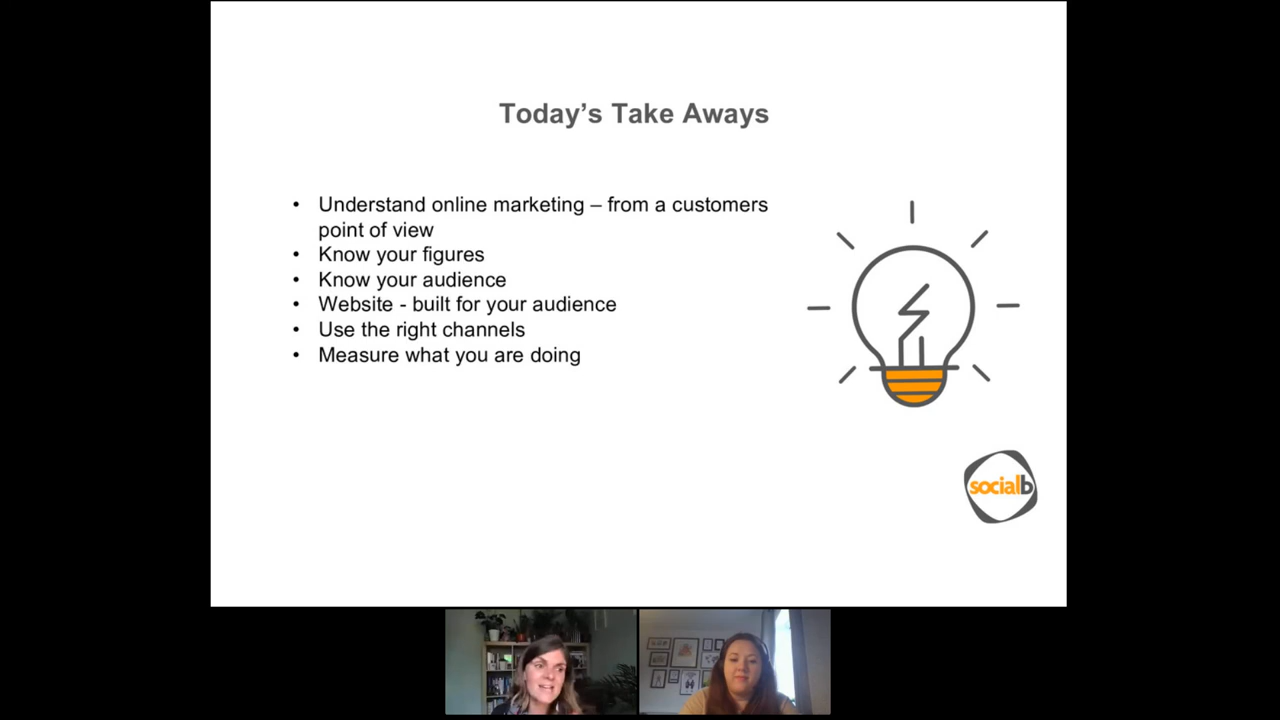 Today’s Take Aways
• Understand online marketing – from a customers
point of view
• Know your figures
• Know your audience
• Website - built for your audience
• Use the right channels
• Measure what you are doing
socialb